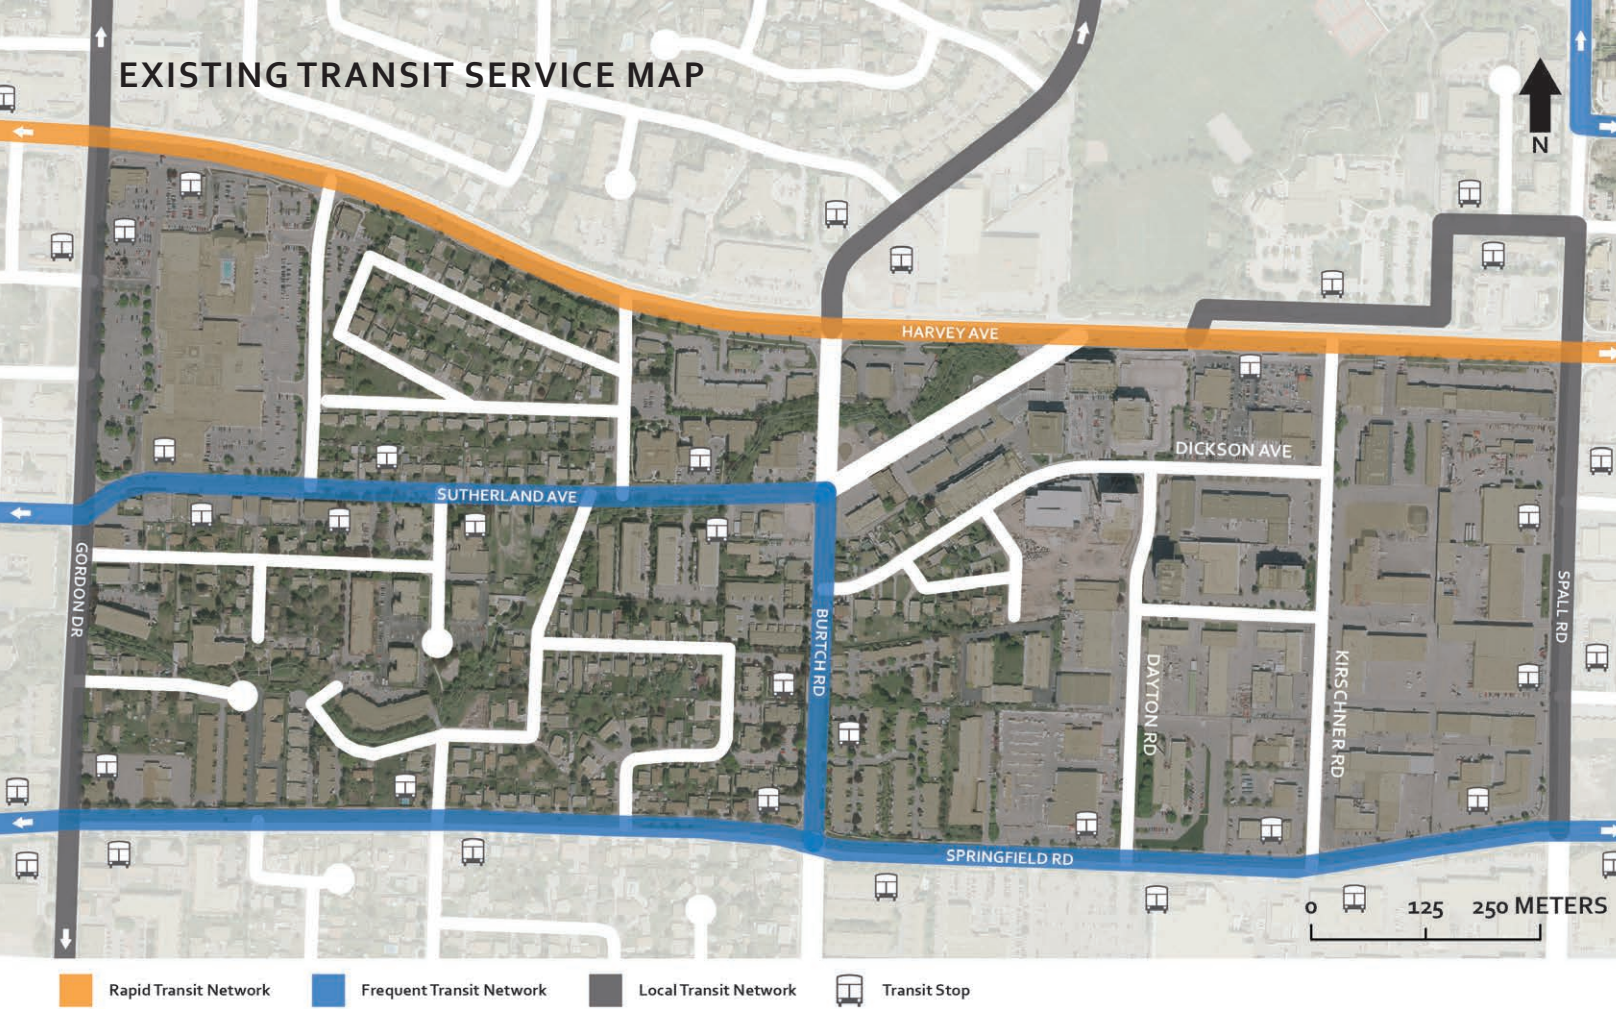 EXISTING TRANSIT SERVICE MAP
N
HARVEY AVE
DICKSON AVE
SUTHERLAND AVE
GORDON DR
BURTCH RD
SPALL RD
DAYTON RD
KIRSCHNER RD
SPRINGFIELD RD
0 125 250 METERS
Rapid Transit Network
Frequent Transit Network
Local Transit Network
Transit Stop